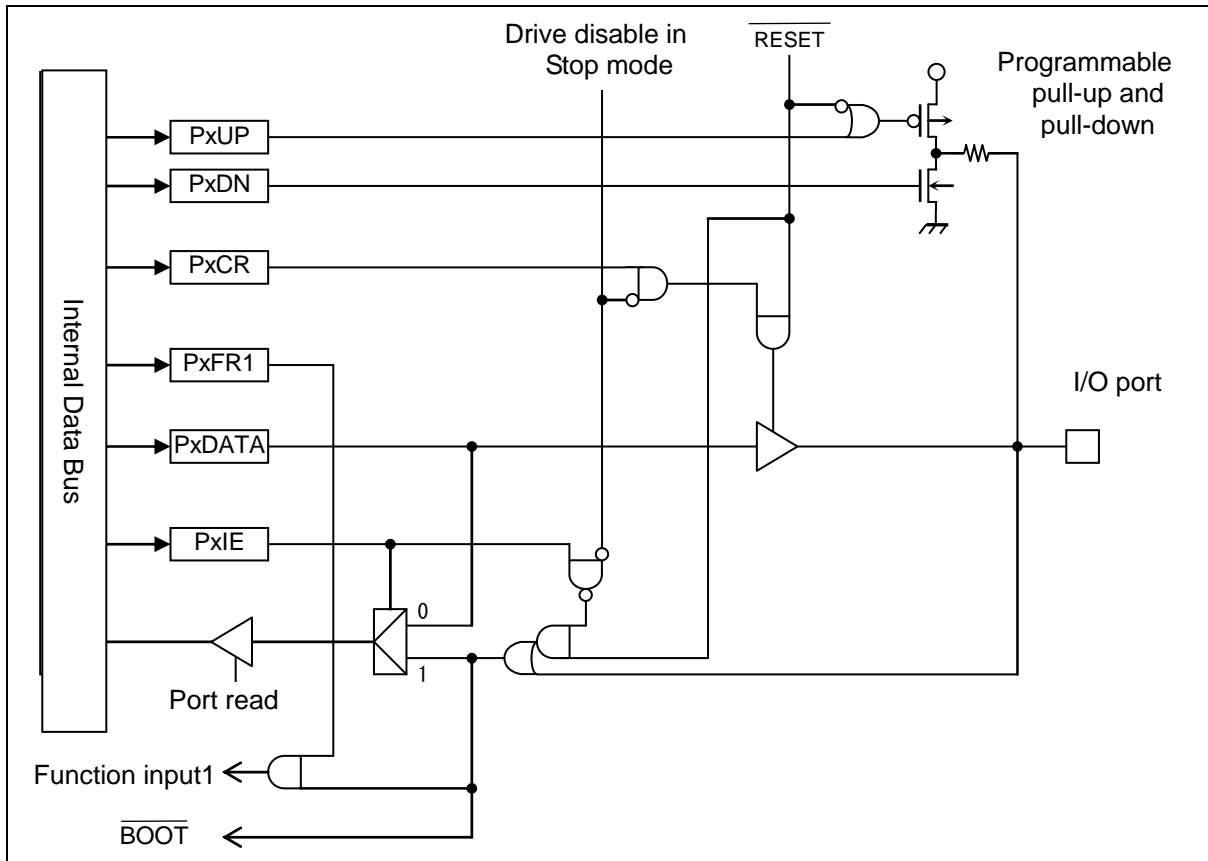 Drive disable in
Stop mode
RESET
Programmable
pull-up and
pull-down
Internal Data Bus
PxUP
PxDN
PxCR
PxFR1
I/O port
PxDATA
PxIE
0
1
Port read
Function input1
BOOT